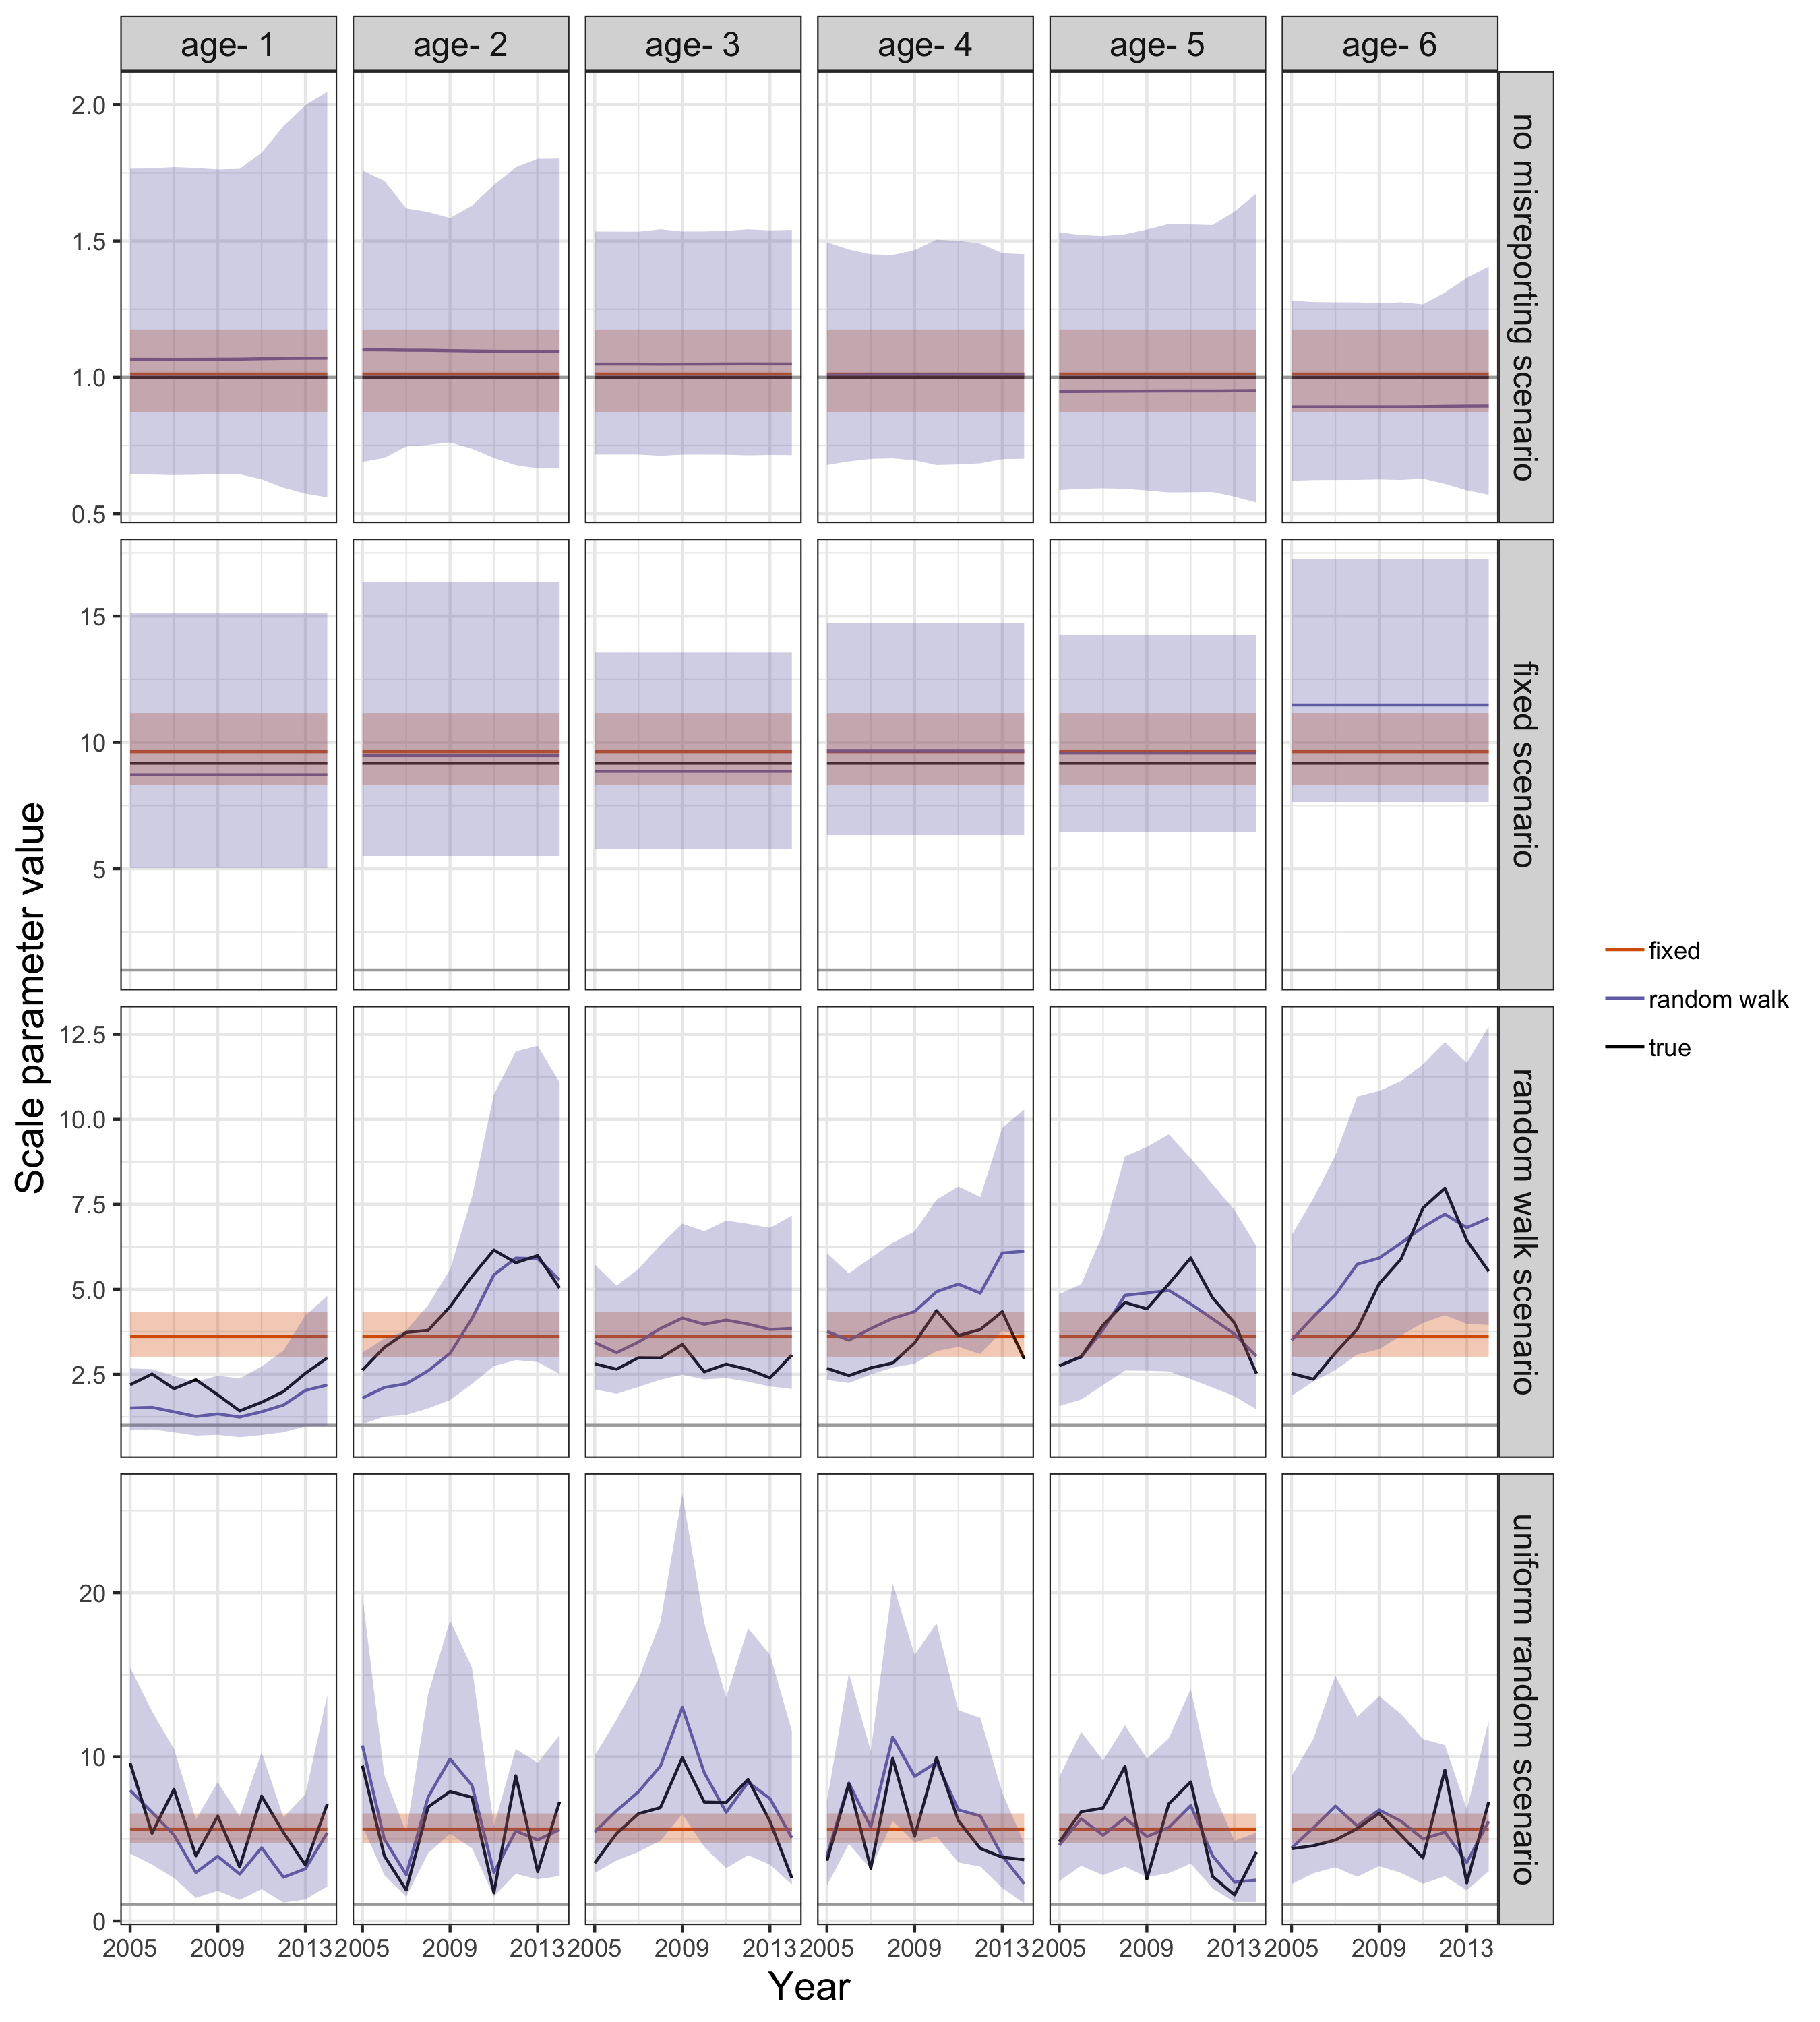 age- 1
age- 2
age- 3
age- 4
age- 5
age- 6
2.0
1.5
1.0
0.5
no misreporting scenario
15
10
5
fixed scenario
Scale parameter value
fixed
random walk
true
12.5
10.0
7.5
5.0
2.5
random walk scenario
20
10
0
uniform random scenario
2005 2009 2013
2005 2009 2013
2005 2009 2013
2005 2009 2013
2005 2009 2013
2005 2009 2013
Year